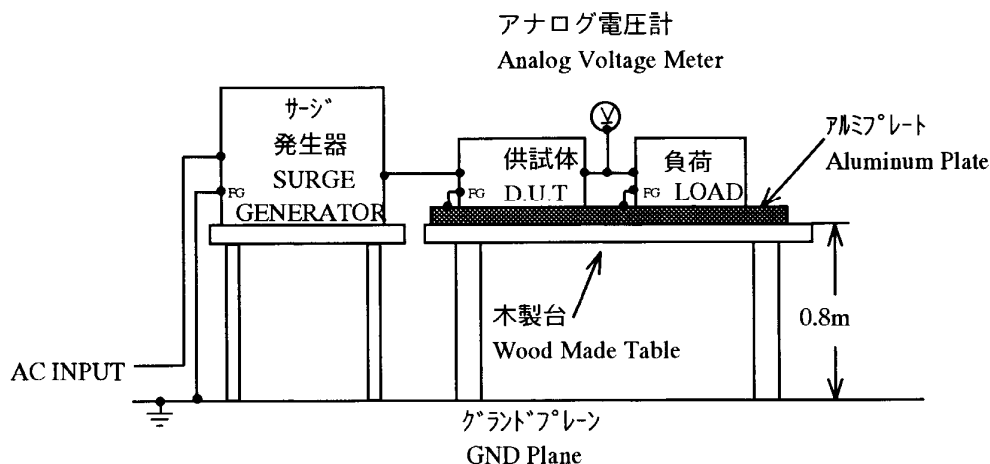 アナログ電圧計
Analog Voltage Meter
サージ
発生器
SURGE
GENERATOR
FG
供試体
D.U.T
FG
V
負荷
LOAD
FG
アルミプレート
Aluminum Plate
木製台
Wood Made Table
0.8m
AC INPUT
グランドプレーン
GND Plane